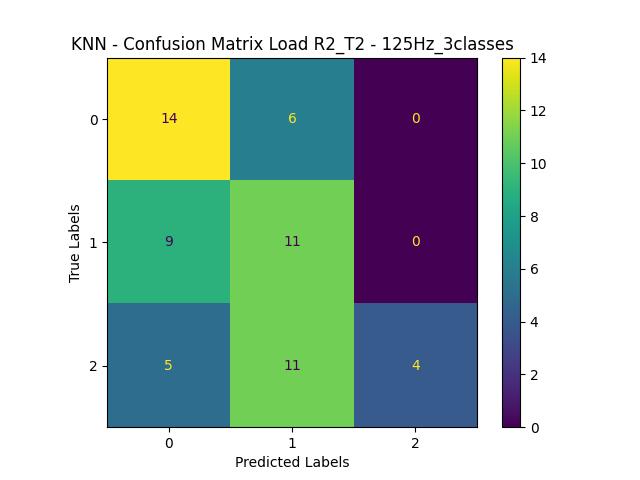 KNN - Confusion Matrix Load R2_T2 - 125Hz_3classes
True Labels
0 14 6 0
1 9 11 0
2 5 11 4
0 1 2
Predicted Labels
14
12
10
8
6
4
2
0